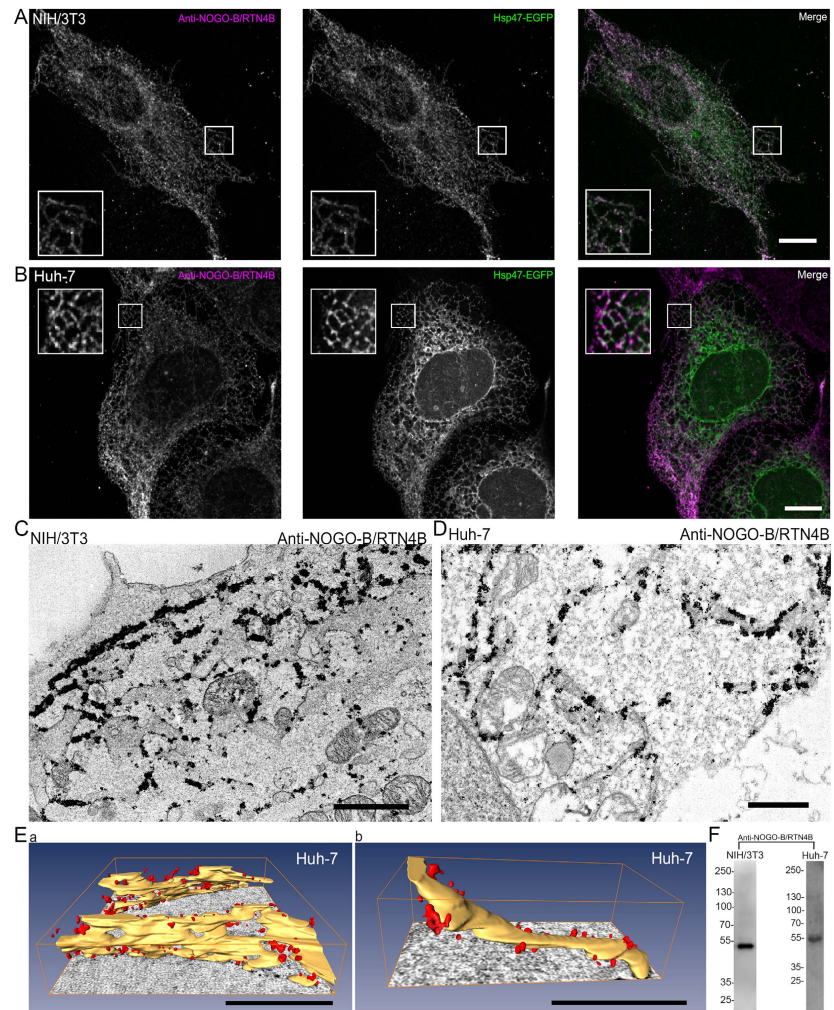 A
NIH/3T3 Anti-NOGO-B/RTN4B Hsp47-EGFP Merge
B
Huh-7 Anti-NOGO-B/RTN4B Hsp47-EGFP Merge
C NIH/3T3 Anti-NOGO-B/RTN4B
D Huh-7 Anti-NOGO-B/RTN4B
E a Huh-7
b Huh-7
F
Anti-NOGO-B/RTN4B
NIH/3T3 Huh-7
250- 250-
130- 130-
100- 100-
70- 70-
55- 55-
35- 35-
25- 25-